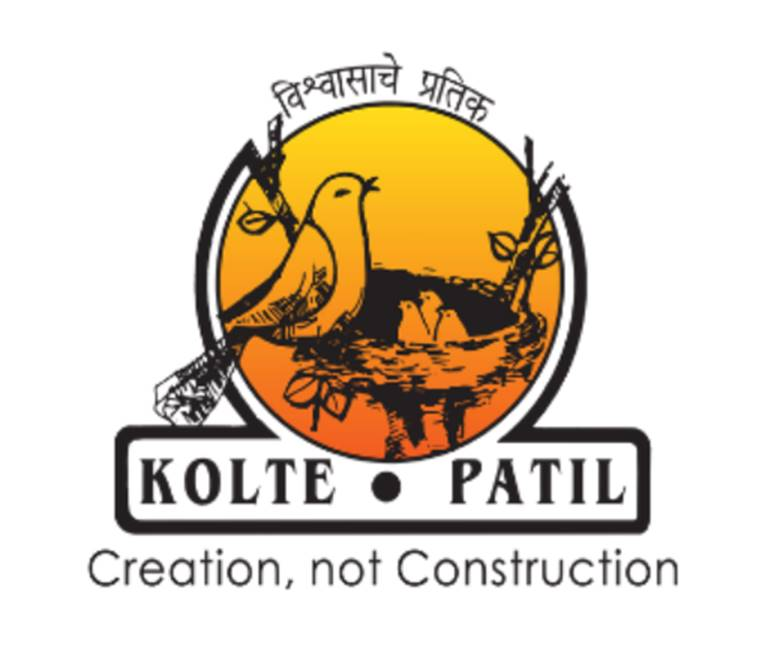 विश्वासाचे प्रतिक
KOLTE • PATIL
Creation, not Construction